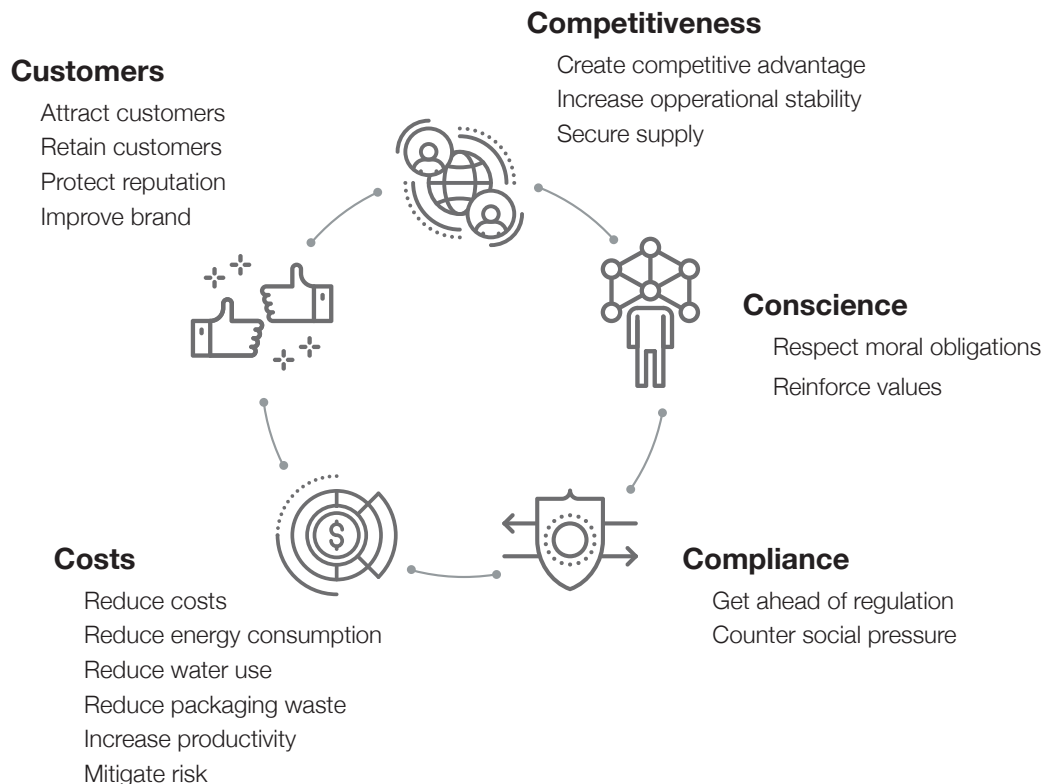 Competitiveness
Create competitive advantage
Increase opperational stability
Secure supply
Customers
Attract customers
Retain customers
Protect reputation
Improve brand
Conscience
Respect moral obligations
Reinforce values
$
Costs
Reduce costs
Reduce energy consumption
Reduce water use
Reduce packaging waste
Increase productivity
Mitigate risk
Compliance
Get ahead of regulation
Counter social pressure